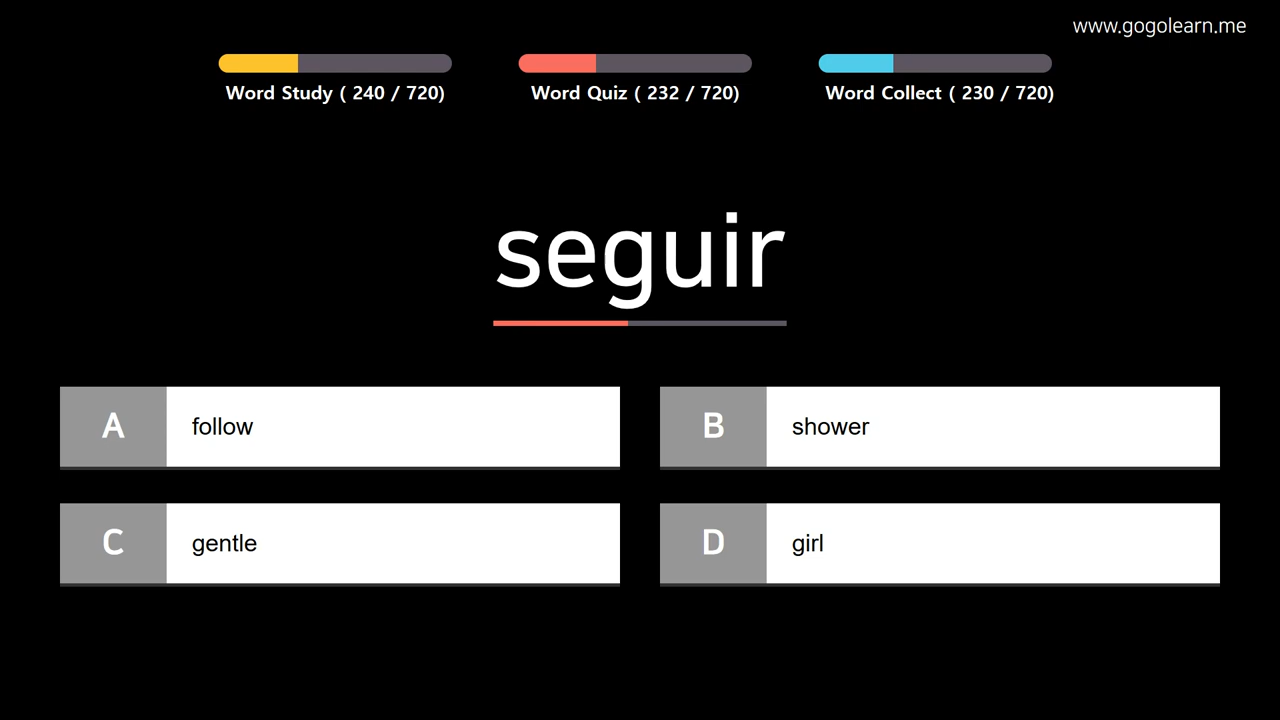 www.gogolearn.me
Word Study ( 240 / 720)
Word Quiz ( 232 / 720)
Word Collect ( 230 / 720)
seguir
A follow
B shower
C gentle
D girl